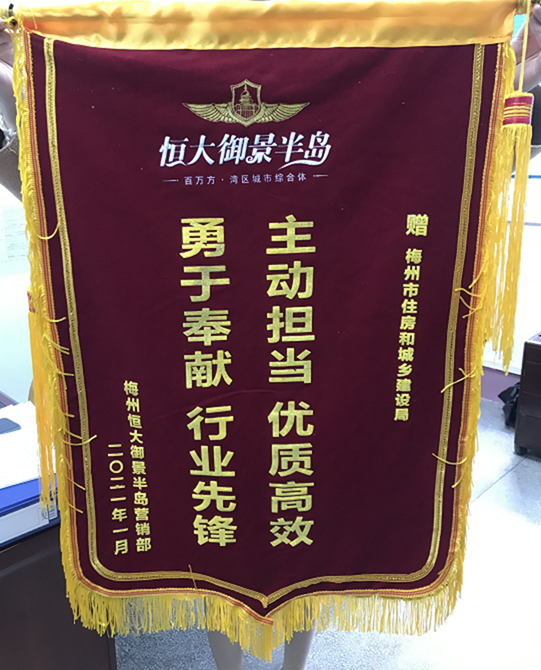 恒大御景半岛
百万方·湾区城市综合体
赠 梅州市住房和城乡建设局
主动担当 优质高效
勇于奉献 行业先锋
梅州恒大御景半岛营销部
二〇二一年一月